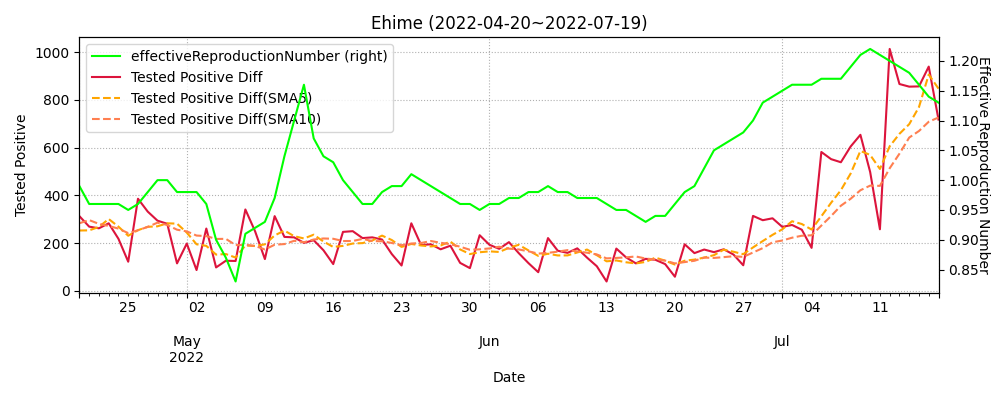 Ehime (2022-04-20~2022-07-19)
effectiveReproductionNumber (right)
Tested Positive Diff
Tested Positive Diff(SMA5)
Tested Positive Diff(SMA10)
Tested Positive
1000
800
600
400
200
0
Effective Reproduction Number
1.20
1.15
1.10
1.05
1.00
0.95
0.90
0.85
25 02 09 16 23 30 06 13 20 27 04 11
May Jun Jul
2022
Date